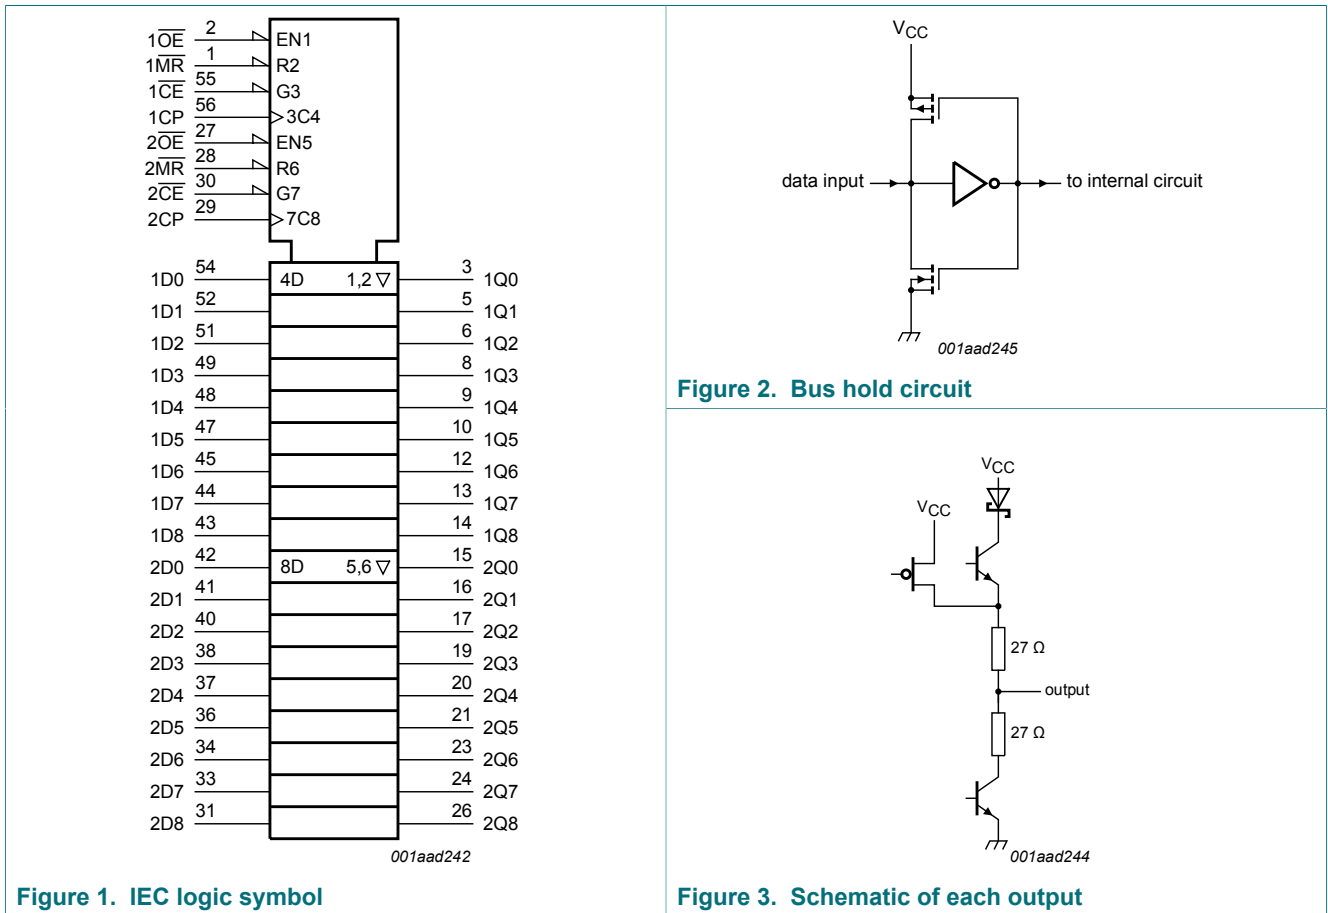 1OE 2 EN1
1MR 1 R2
1CE 55 G3
1CP 56 3C4
2OE 27 EN5
2MR 28 R6
2CE 30 G7
2CP 29 7C8
1D0 54 4D 1,2 ▽ 3 1Q0
1D1 52 5 1Q1
1D2 51 6 1Q2
1D3 49 8 1Q3
1D4 48 9 1Q4
1D5 47 10 1Q5
1D6 45 12 1Q6
1D7 44 13 1Q7
1D8 43 14 1Q8
2D0 42 8D 5,6 ▽ 15 2Q0
2D1 41 16 2Q1
2D2 40 17 2Q2
2D3 38 19 2Q3
2D4 37 20 2Q4
2D5 36 21 2Q5
2D6 34 23 2Q6
2D7 33 24 2Q7
2D8 31 26 2Q8
001aad242
Figure 1. IEC logic symbol
VCC
data input
to internal circuit
001aad245
Figure 2. Bus hold circuit
VCC
VCC
27 Ω
output
27 Ω
001aad244
Figure 3. Schematic of each output